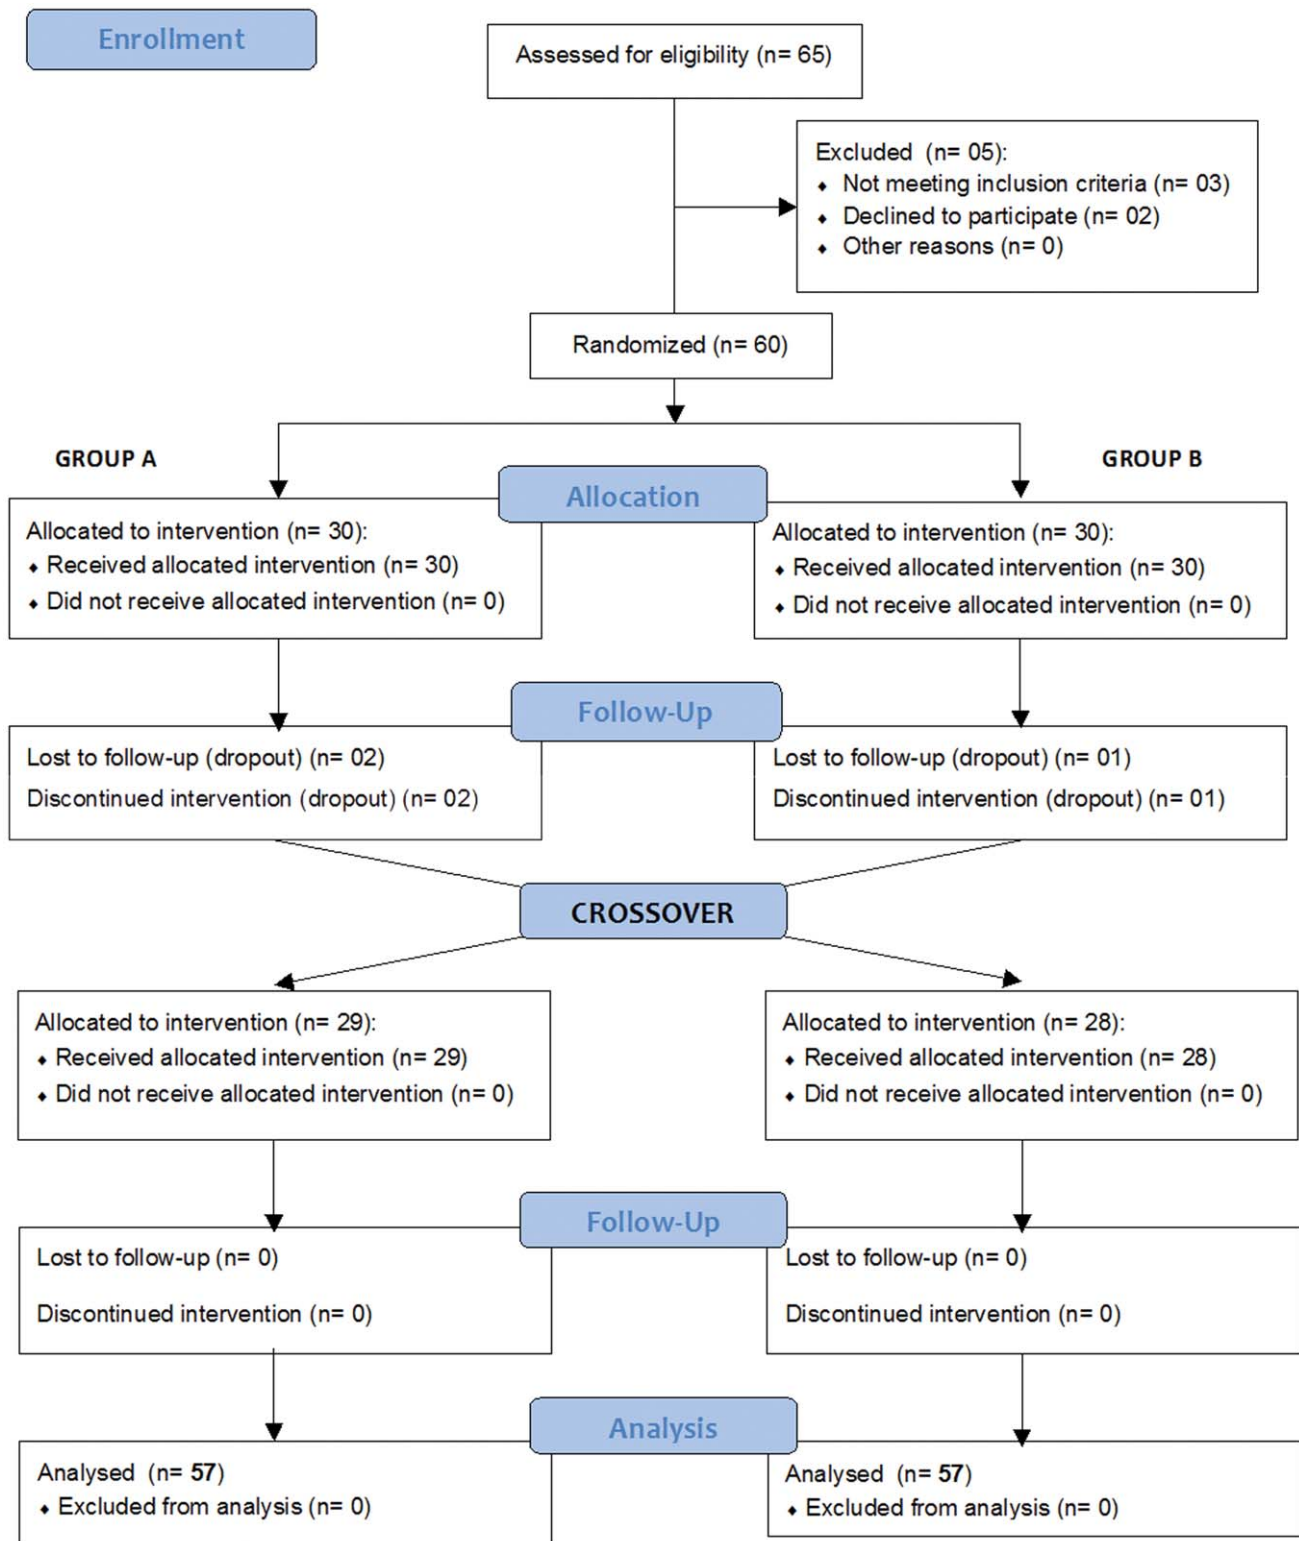 Enrollment
Assessed for eligibility (n= 65)
Excluded (n= 05):
⬥ Not meeting inclusion criteria (n= 03)
⬥ Declined to participate (n= 02)
⬥ Other reasons (n= 0)
Randomized (n= 60)
GROUP A
GROUP B
Allocation
Allocated to intervention (n= 30):
⬥ Received allocated intervention (n= 30)
⬥ Did not receive allocated intervention (n= 0)
Allocated to intervention (n= 30):
⬥ Received allocated intervention (n= 30)
⬥ Did not receive allocated intervention (n= 0)
Follow-Up
Lost to follow-up (dropout) (n= 02)
Discontinued intervention (dropout) (n= 02)
Lost to follow-up (dropout) (n= 01)
Discontinued intervention (dropout) (n= 01)
CROSSOVER
Allocated to intervention (n= 29):
⬥ Received allocated intervention (n= 29)
⬥ Did not receive allocated intervention (n= 0)
Allocated to intervention (n= 28):
⬥ Received allocated intervention (n= 28)
⬥ Did not receive allocated intervention (n= 0)
Follow-Up
Lost to follow-up (n= 0)
Discontinued intervention (n= 0)
Lost to follow-up (n= 0)
Discontinued intervention (n= 0)
Analysis
Analysed (n= 57)
⬥ Excluded from analysis (n= 0)
Analysed (n= 57)
⬥ Excluded from analysis (n= 0)